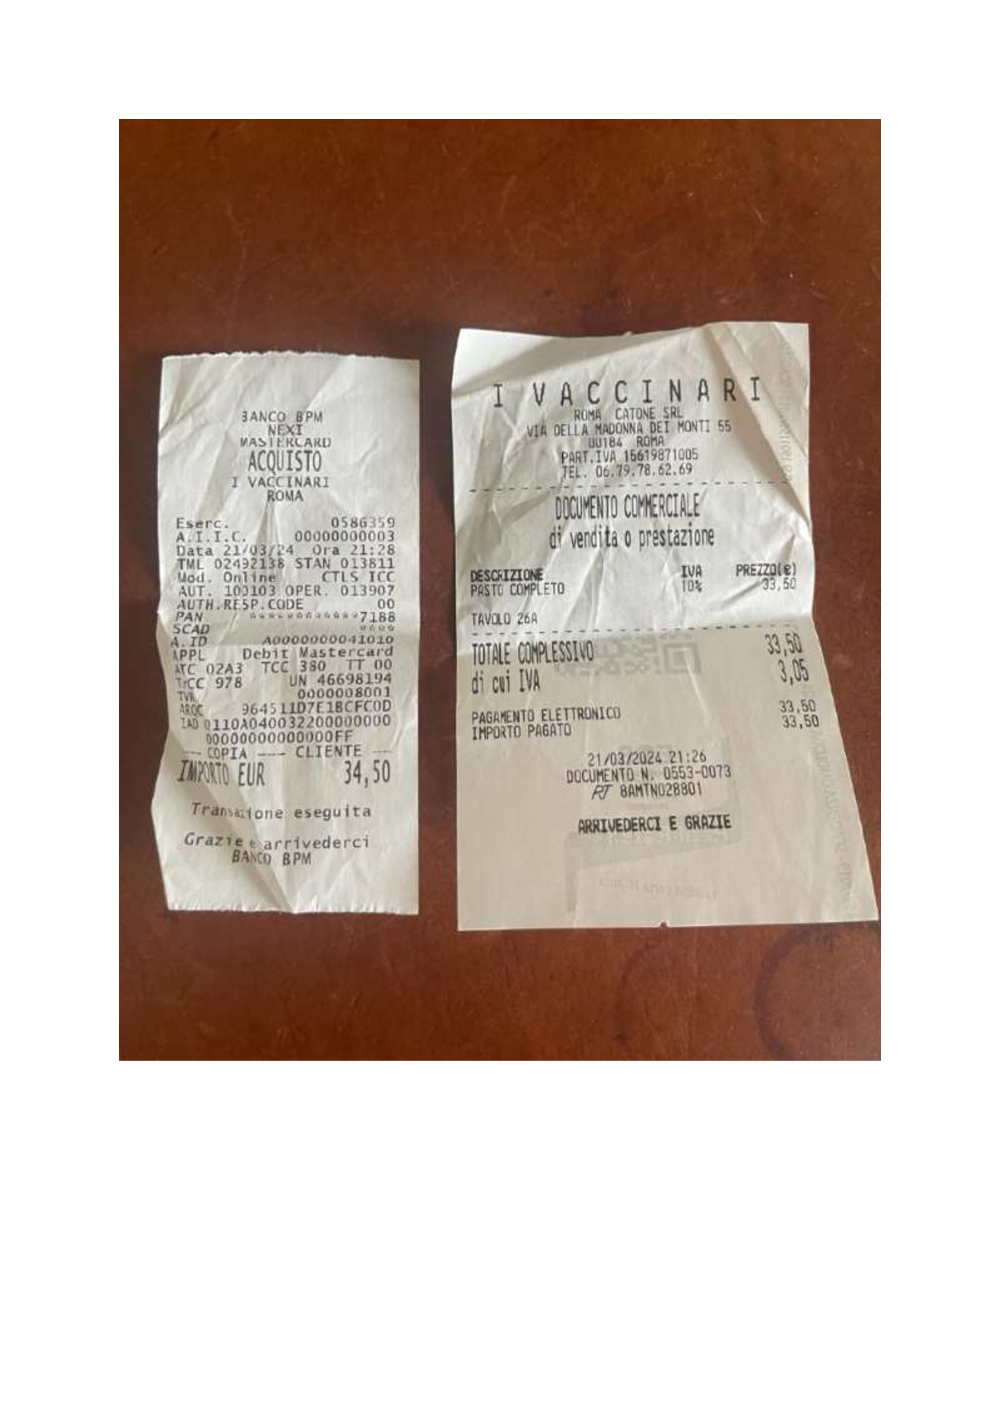 BANCO BPM
NEXI
MASTERCARD
ACQUISTO
I VACCINARI
ROMA
Eserc. 0586359
A.I.I.C. 00000000003
Data 21/03/24 Ora 21:28
TML 02492138 STAN 013811
Mod. Online CTLS ICC
AUT. 100103 OPER. 013907
AUTH.RESP.CODE 00
PAN ************7188
SCAD ****
A.ID A0000000041010
APPL Debit Mastercard
ATC 02A3 TCC 380 TT 00
TrCC 978 UN 46698194
TVR 0000008001
ARQC 964511D7E1BCFC0D
IAD 0110A040032200000000
00000000000000FF
--- COPIA --- CLIENTE ---
IMPORTO EUR 34,50
Transazione eseguita
Grazie e arrivederci
BANCO BPM
I VACCINARI
ROMA CATONE SRL
VIA DELLA MADONNA DEI MONTI 55
00184 ROMA
PART.IVA 15619871005
TEL. 06.79.78.62.69
DOCUMENTO COMMERCIALE
di vendita o prestazione
DESCRIZIONE IVA PREZZO(€)
PASTO COMPLETO 10% 33,50
TAVOLO 26A
TOTALE COMPLESSIVO 33,50
di cui IVA 3,05
PAGAMENTO ELETTRONICO 33,50
IMPORTO PAGATO 33,50
21/03/2024 21:26
DOCUMENTO N. 0553-0073
RT 8AMTN028801
ARRIVEDERCI E GRAZIE